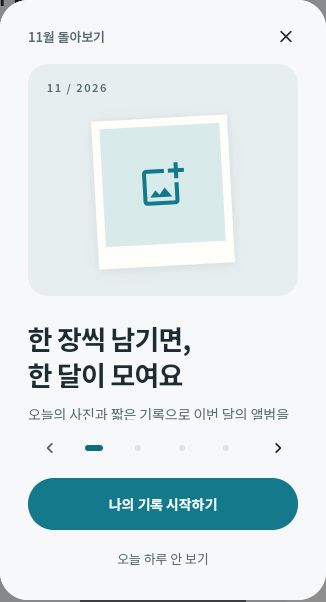 11월 돌아보기
11 / 2026
한 장씩 남기면,
한 달이 모여요
오늘의 사진과 짧은 기록으로 이번 달의 앨범을
나의 기록 시작하기
오늘 하루 안 보기